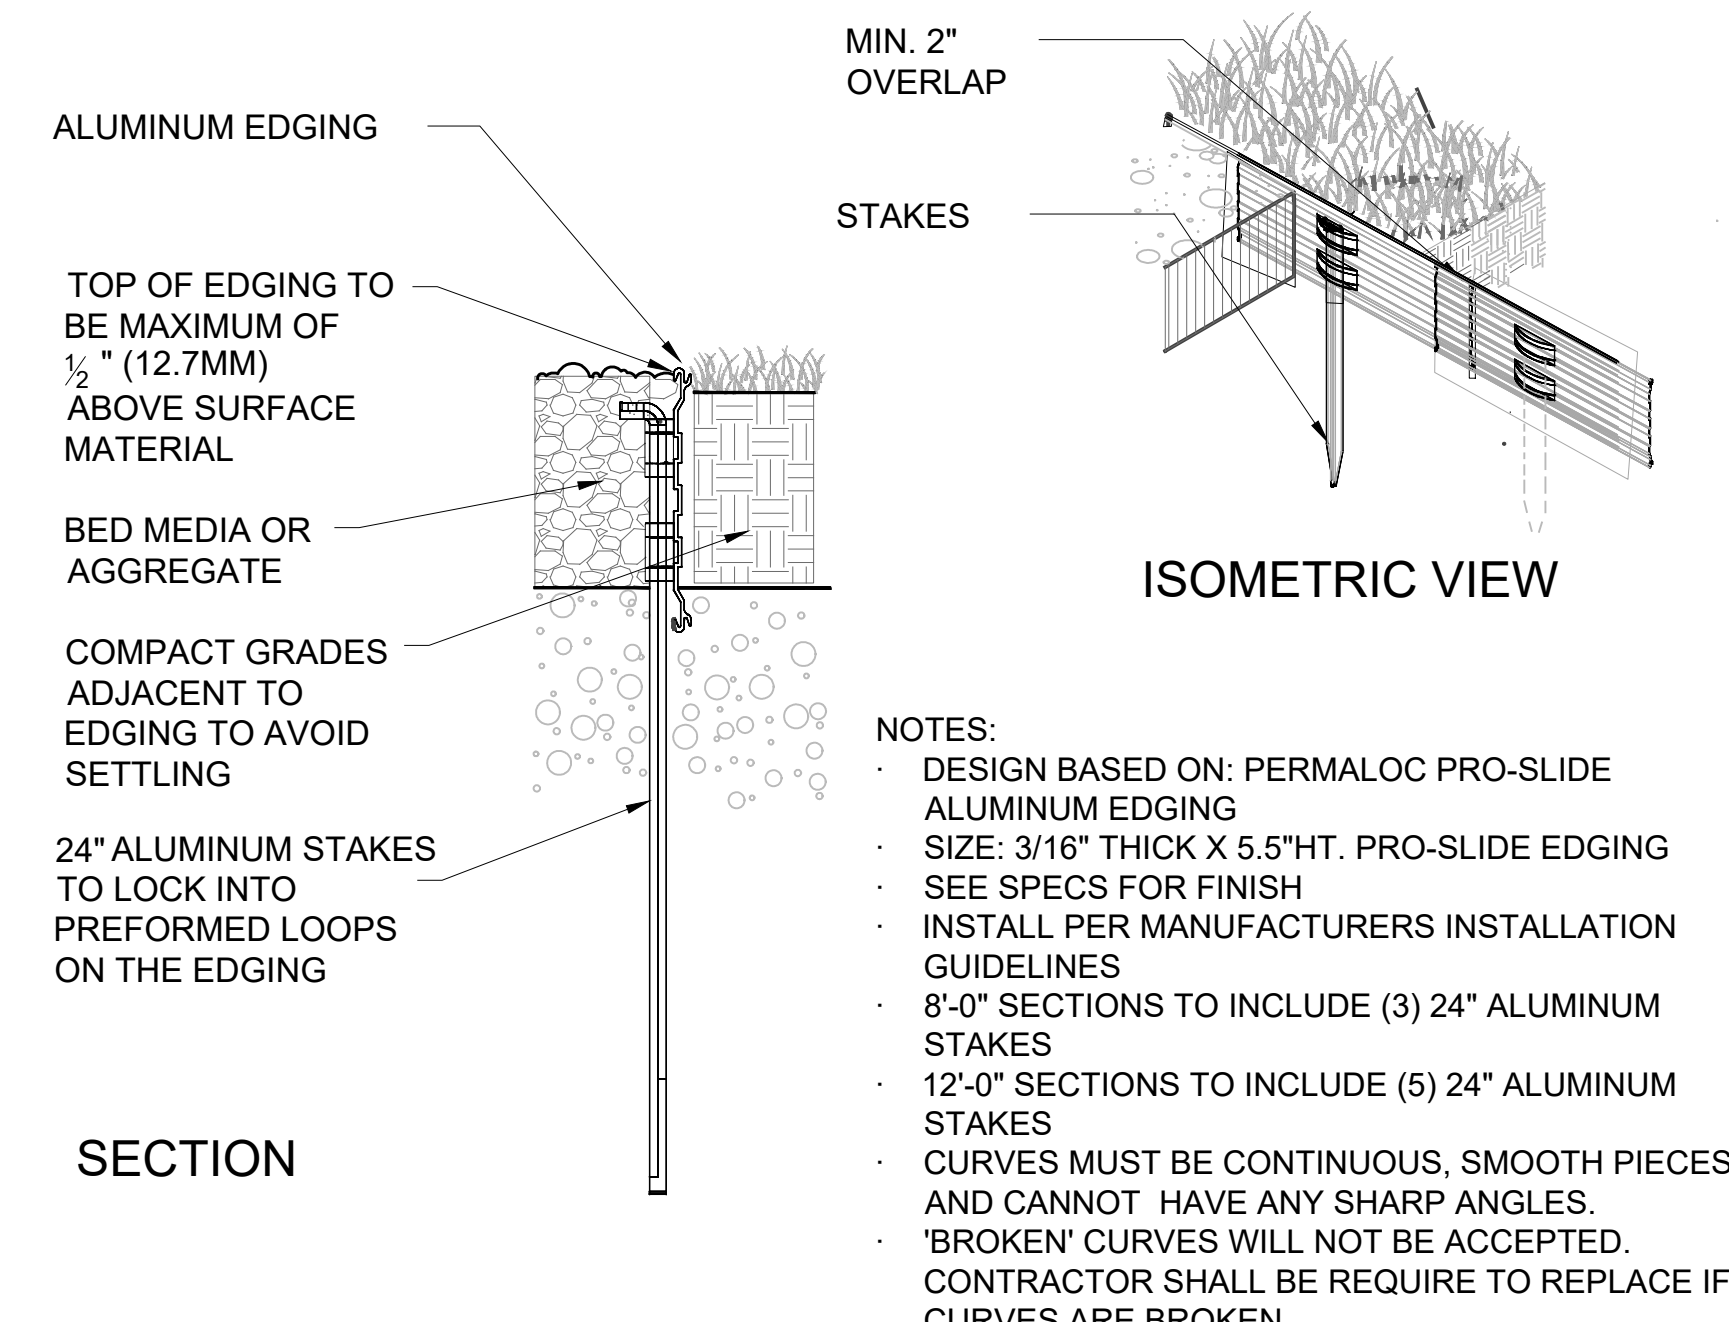 MIN. 2"
OVERLAP
ALUMINUM EDGING
STAKES
TOP OF EDGING TO
BE MAXIMUM OF
½ " (12.7MM)
ABOVE SURFACE
MATERIAL
BED MEDIA OR
AGGREGATE
COMPACT GRADES
ADJACENT TO
EDGING TO AVOID
SETTLING
24" ALUMINUM STAKES
TO LOCK INTO
PREFORMED LOOPS
ON THE EDGING
SECTION
ISOMETRIC VIEW
NOTES:
· DESIGN BASED ON: PERMALOC PRO-SLIDE
ALUMINUM EDGING
· SIZE: 3/16" THICK X 5.5"HT. PRO-SLIDE EDGING
· SEE SPECS FOR FINISH
· INSTALL PER MANUFACTURERS INSTALLATION
GUIDELINES
· 8'-0" SECTIONS TO INCLUDE (3) 24" ALUMINUM
STAKES
· 12'-0" SECTIONS TO INCLUDE (5) 24" ALUMINUM
STAKES
· CURVES MUST BE CONTINUOUS, SMOOTH PIECES
AND CANNOT HAVE ANY SHARP ANGLES.
· 'BROKEN' CURVES WILL NOT BE ACCEPTED.
CONTRACTOR SHALL BE REQUIRE TO REPLACE IF
CURVES ARE BROKEN